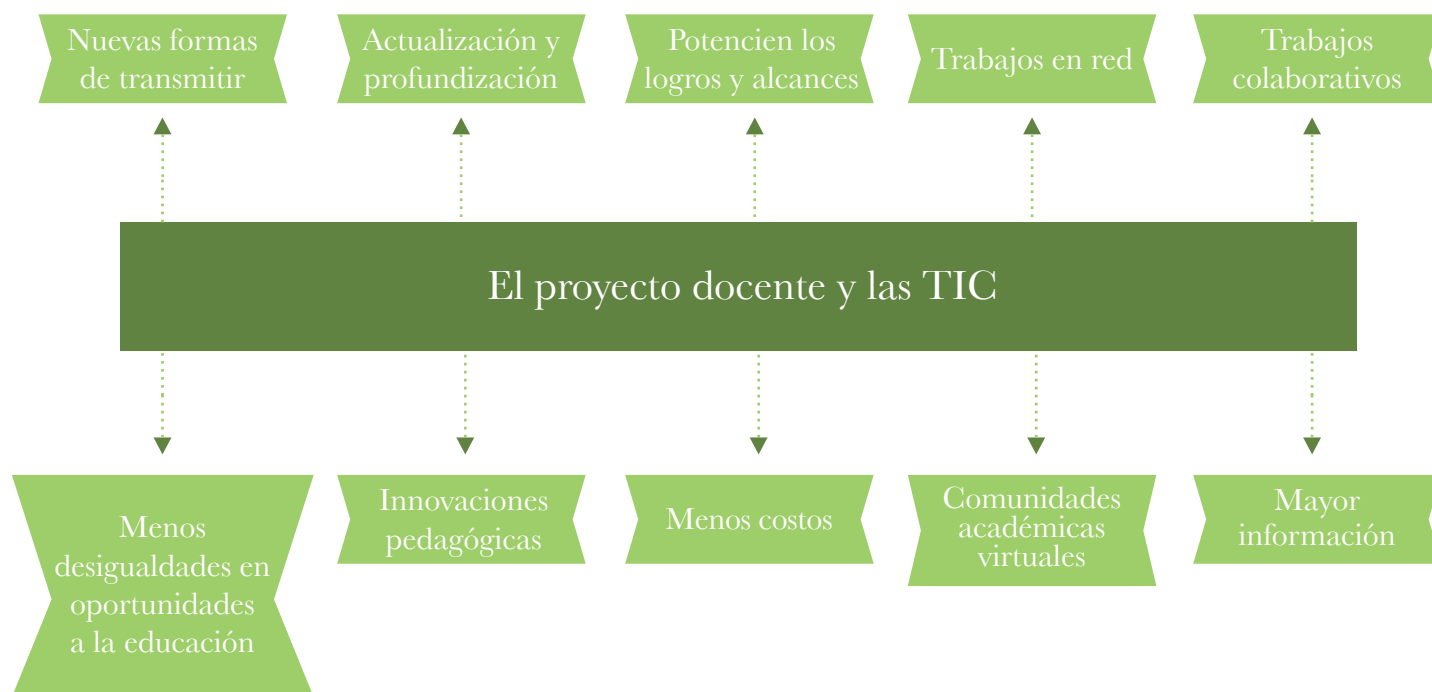 Nuevas formas
de transmitir
Actualización y
profundización
Potencien los
logros y alcances
Trabajos en red
Trabajos
colaborativos
El proyecto docente y las TIC
Menos
desigualdades en
oportunidades
a la educación
Innovaciones
pedagógicas
Menos costos
Comunidades
académicas
virtuales
Mayor
información